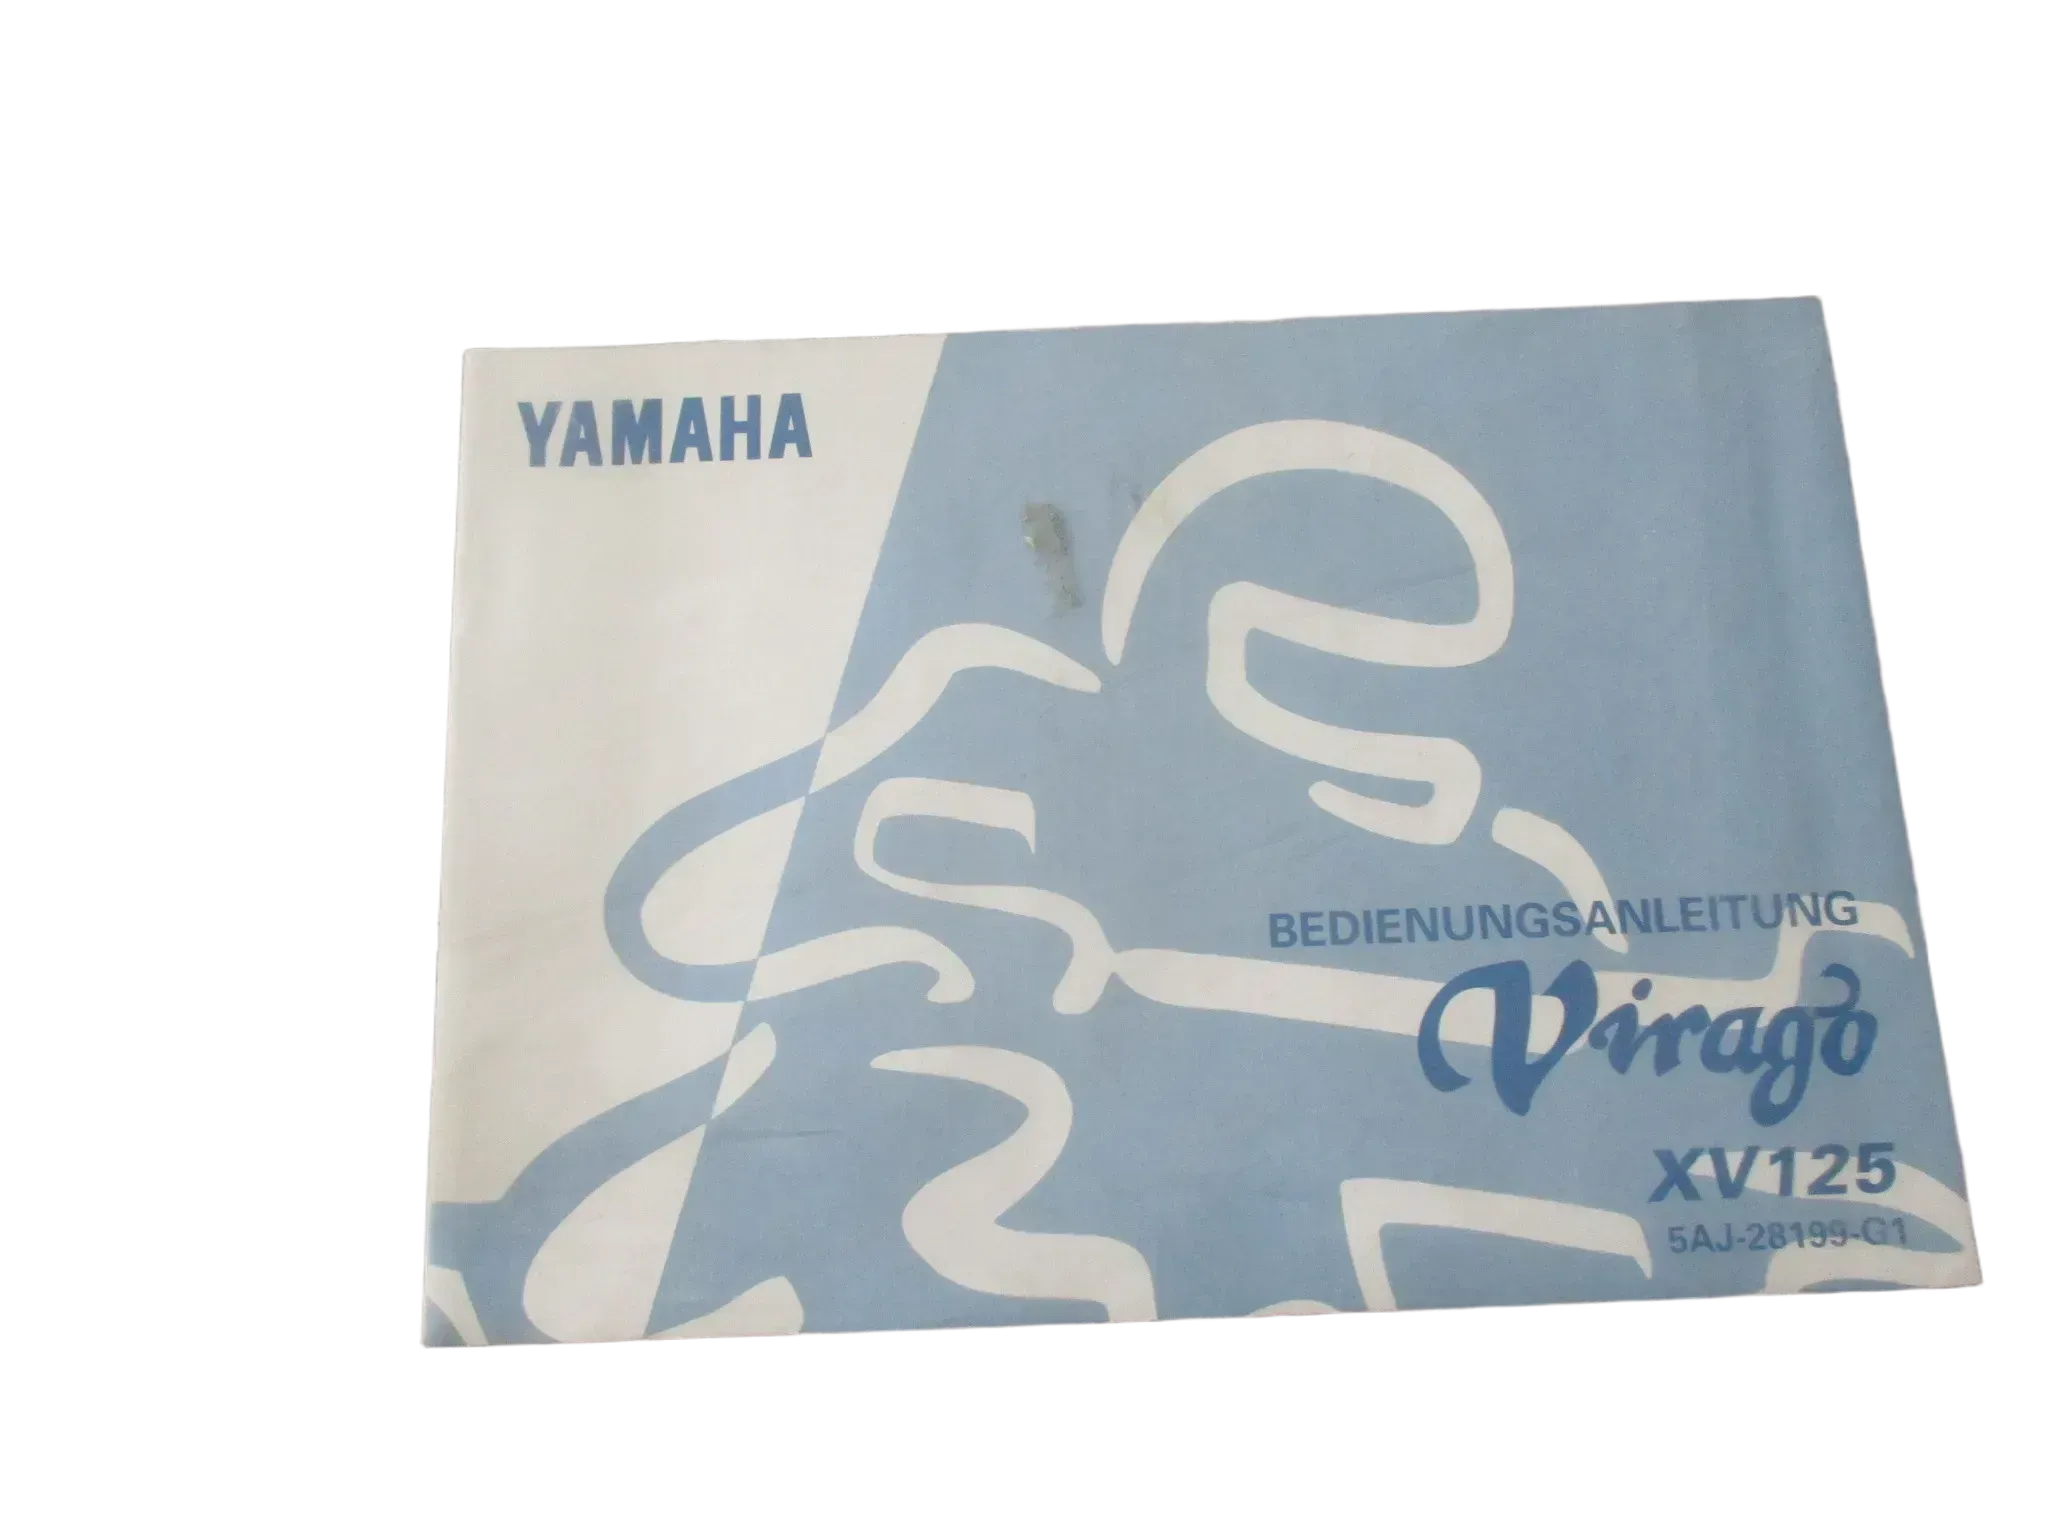 YAMAHA
BEDIENUNGSANLEITUNG
Virago
XV125
5AJ-28199-G1